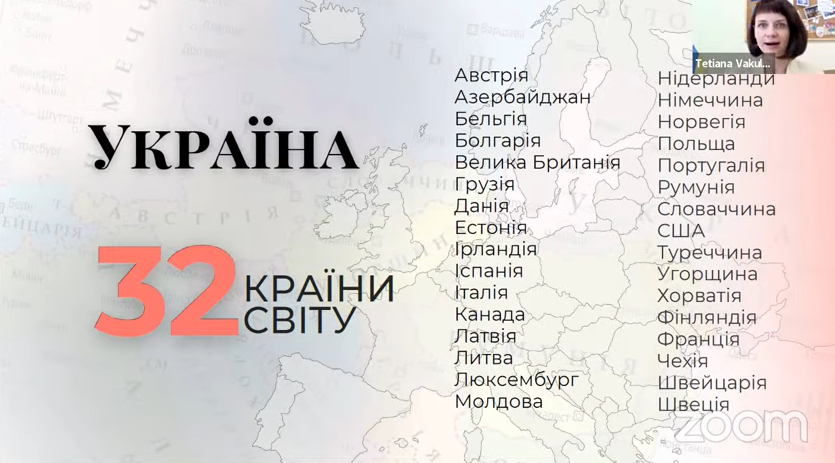 Tetiana Vakul...
Україна
32
КРАЇНИ
СВІТУ
Австрія
Азербайджан
Бельгія
Болгарія
Велика Британія
Грузія
Данія
Естонія
Ірландія
Іспанія
Італія
Канада
Латвія
Литва
Люксембург
Молдова
Нідерланди
Німеччина
Норвегія
Польща
Португалія
Румунія
Словаччина
США
Туреччина
Угорщина
Хорватія
Фінляндія
Франція
Чехія
Швейцарія
Швеція
zoom
АВСТРІЯ